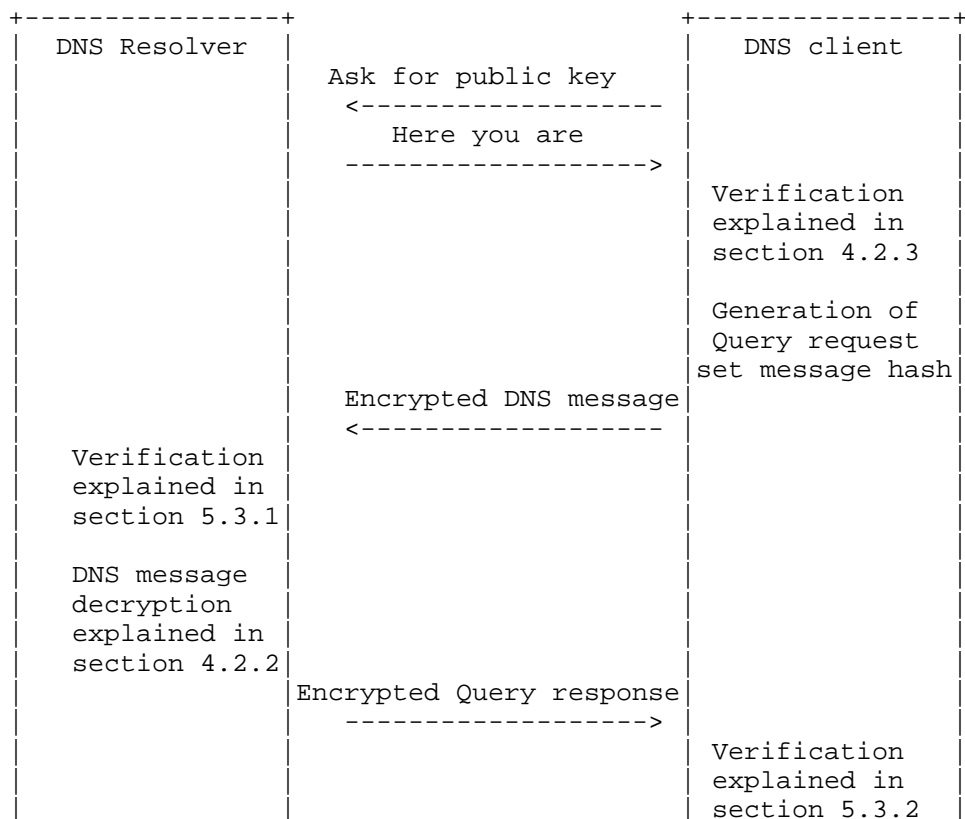 DNS Resolver DNS client
Ask for public key
<-------------------
Here you are
------------------->
Verification
explained in
section 4.2.3
Generation of
Query request
set message hash
Encrypted DNS message
<-------------------
Verification
explained in
section 5.3.1
DNS message
decryption
explained in
section 4.2.2
Encrypted Query response
------------------->
Verification
explained in
section 5.3.2